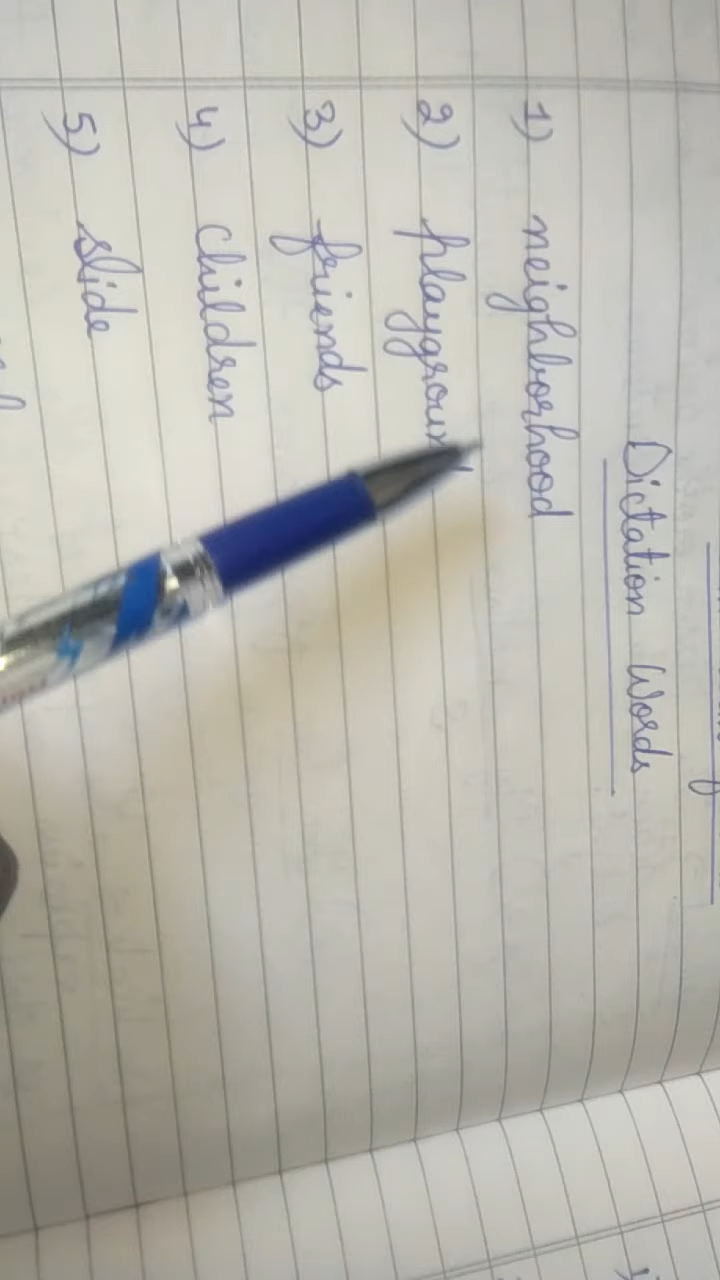 Dictation Words
1) neighborhood
2) playground
3) friends
4) children
5) slide